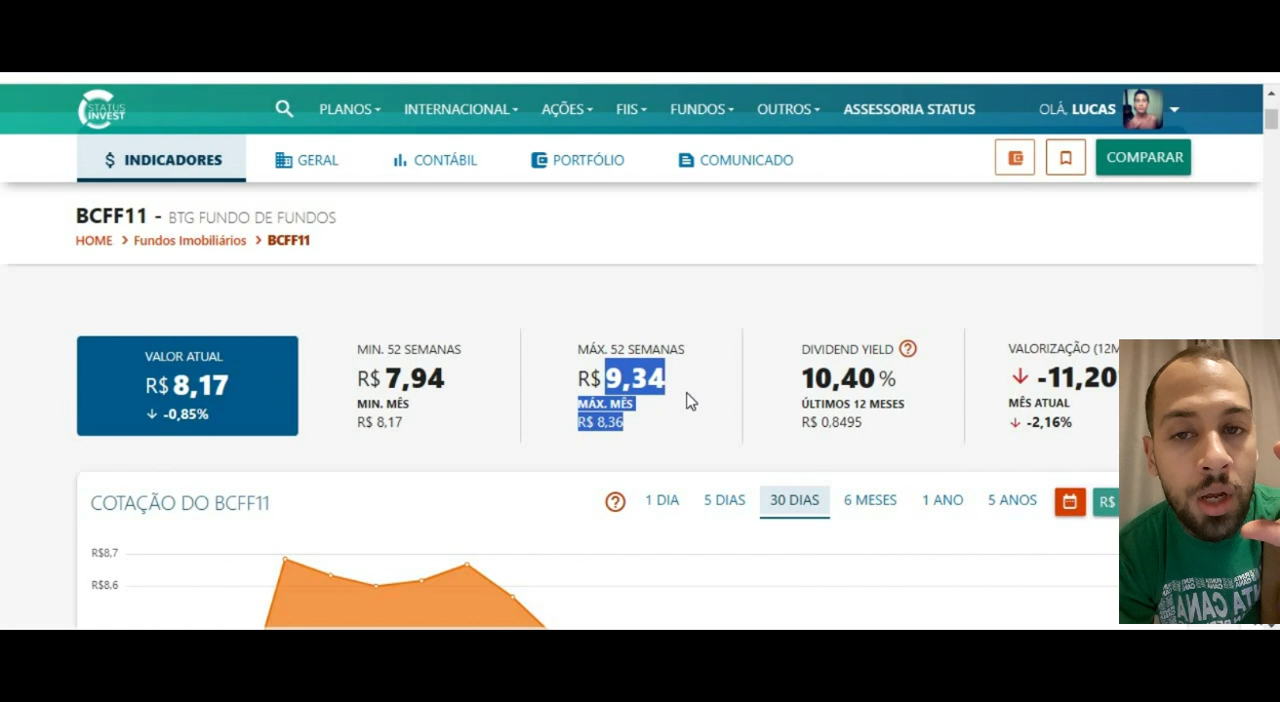 STATUS
INVEST
PLANOS
INTERNACIONAL
AÇÕES
FIIS
FUNDOS
OUTROS
ASSESSORIA STATUS
OLÁ, LUCAS
$ INDICADORES
GERAL
CONTÁBIL
PORTFÓLIO
COMUNICADO
COMPARAR
BCFF11 - BTG FUNDO DE FUNDOS
HOME > Fundos Imobiliários > BCFF11
VALOR ATUAL
R$ 8,17
-0,85%
MIN. 52 SEMANAS
R$ 7,94
MIN. MÊS
R$ 8,17
MÁX. 52 SEMANAS
R$ 9,34
MÁX. MÊS
R$ 8,36
DIVIDEND YIELD ?
10,40 %
ÚLTIMOS 12 MESES
R$ 0,8495
VALORIZAÇÃO (12M
-11,20
MÊS ATUAL
-2,16%
COTAÇÃO DO BCFF11
?
1 DIA
5 DIAS
30 DIAS
6 MESES
1 ANO
5 ANOS
R$
R$8,7
R$8,6